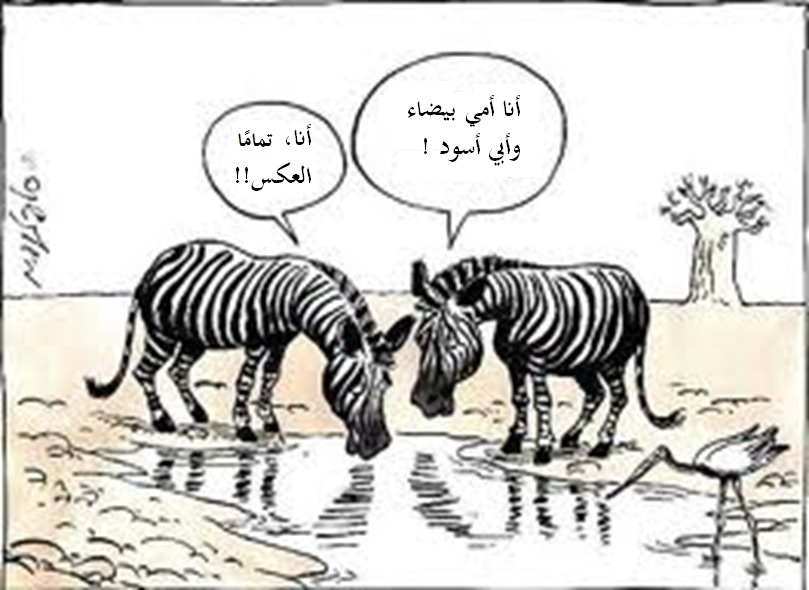 أنا أمي بيضاء
وأبي أسود !
أنا، تمامًا
العكس!!